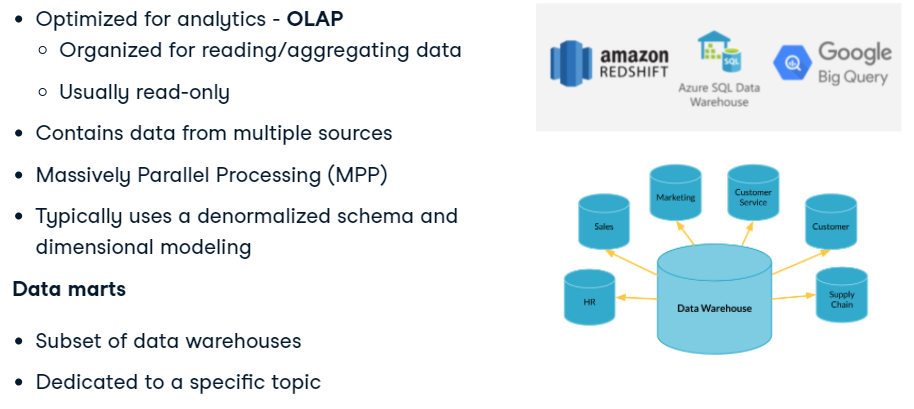 Optimized for analytics - OLAP
Organized for reading/aggregating data
Usually read-only
Contains data from multiple sources
Massively Parallel Processing (MPP)
Typically uses a denormalized schema and
dimensional modeling
Data marts
Subset of data warehouses
Dedicated to a specific topic
amazon
REDSHIFT
SQL
Azure SQL Data
Warehouse
Google
Big Query
Marketing
Customer
Service
Sales
Customer
HR
Data Warehouse
Supply
Chain